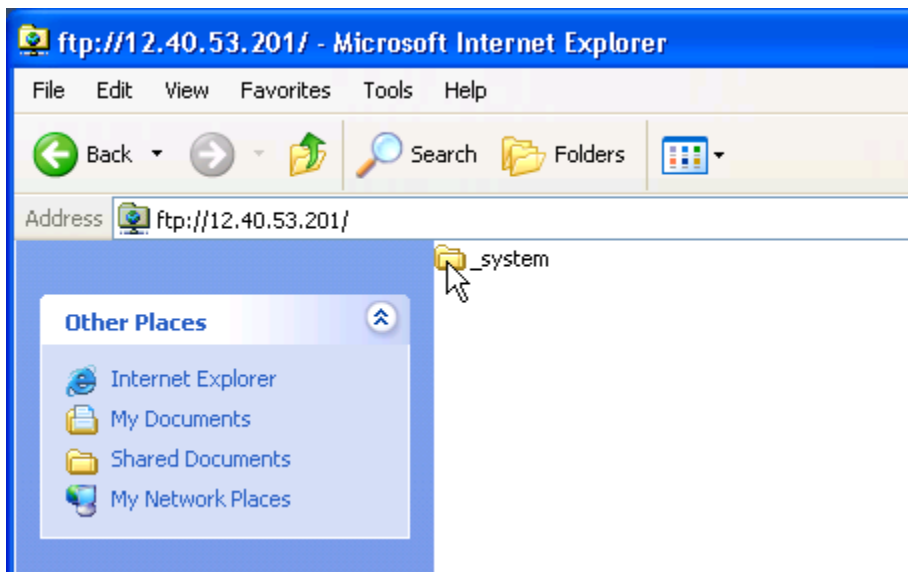 ftp://12.40.53.201/ - Microsoft Internet Explorer
File Edit View Favorites Tools Help
Back Search Folders
Address ftp://12.40.53.201/
_system
Other Places
Internet Explorer
My Documents
Shared Documents
My Network Places